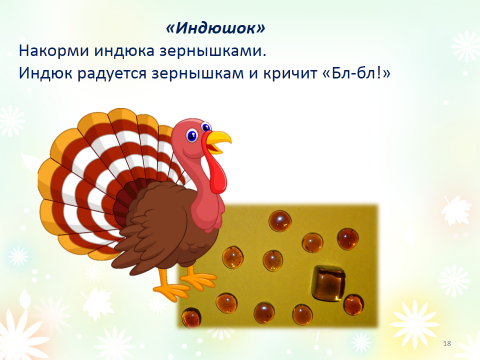 «Индюшок»
Накорми индюка зернышками.
Индюк радуется зернышкам и кричит «Бл-бл!»
18